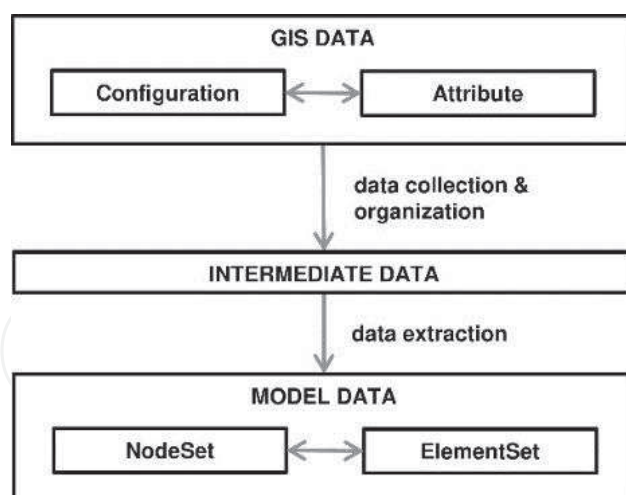 GIS DATA
Configuration
Attribute
data collection &
organization
INTERMEDIATE DATA
data extraction
MODEL DATA
NodeSet
ElementSet